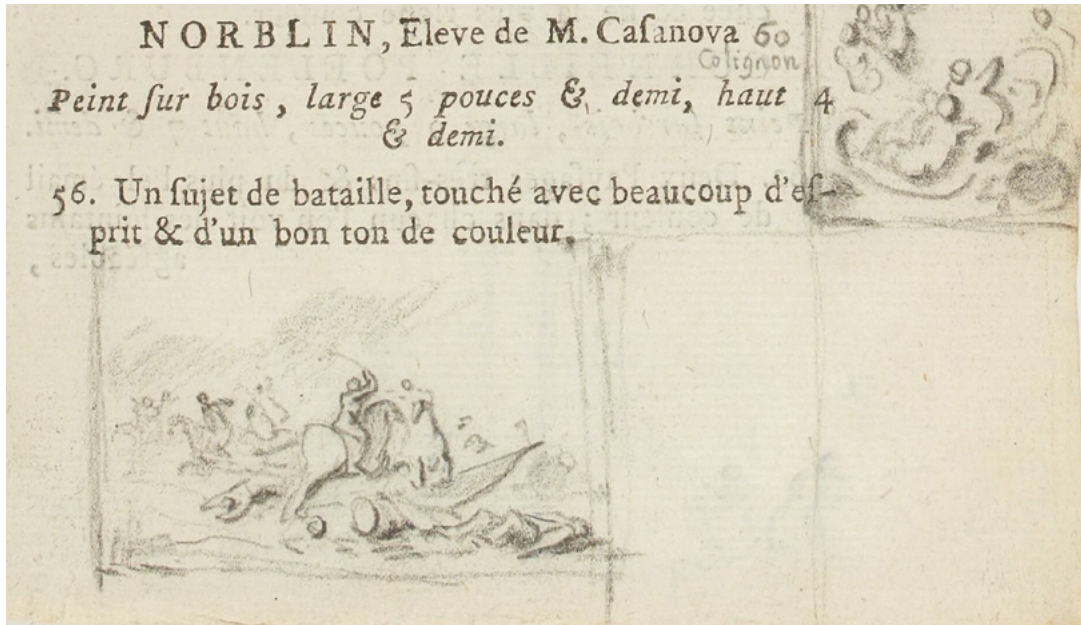 NORBLIN, Eleve de M. Caſanova 60
Colignon
Peint ſur bois, large 5 pouces & demi, haut 4
& demi.
56. Un ſujet de bataille, touché avec beaucoup d'eſ-
prit & d'un bon ton de couleur.